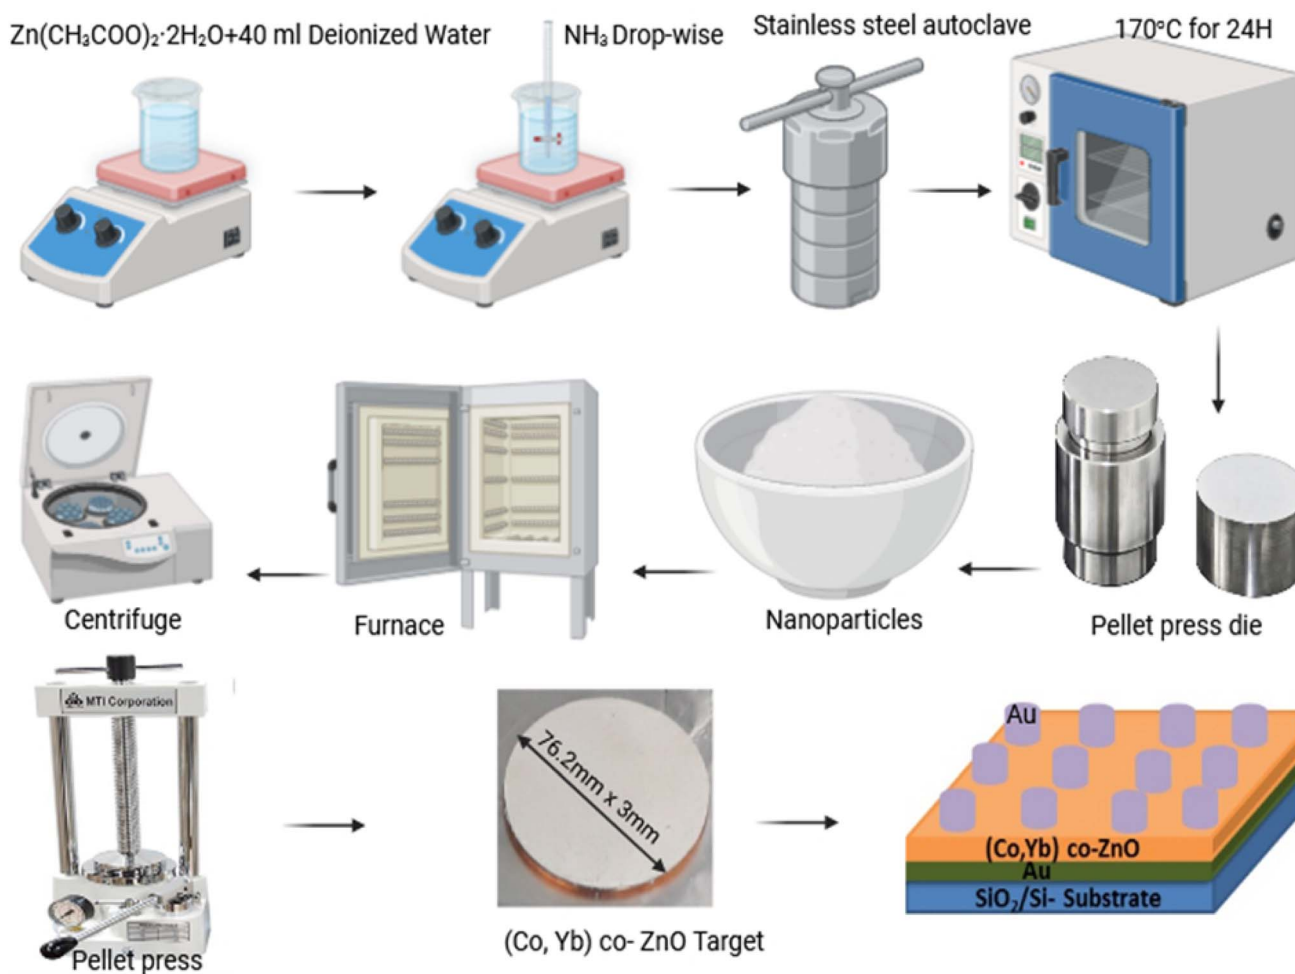 Zn(CH₃COO)₂·2H₂O+40 ml Deionized Water
NH₃ Drop-wise
Stainless steel autoclave
170°C for 24H
Centrifuge
Furnace
Nanoparticles
Pellet press die
MTI Corporation
Pellet press
76.2mm x 3mm
(Co, Yb) co- ZnO Target
Au
(Co,Yb) co-ZnO
Au
SiO₂/Si- Substrate